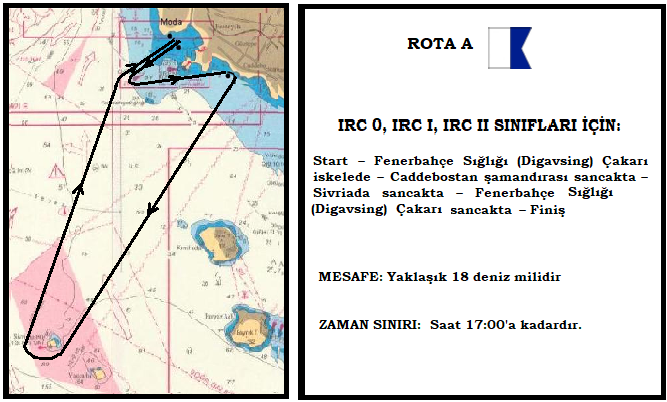 Moda
ROTA A
IRC 0, IRC I, IRC II SINIFLARI İÇİN:
Start – Fenerbahçe Sığlığı (Digavsing) Çakarı
iskelede – Caddebostan şamandırası sancakta –
Sivriada sancakta – Fenerbahçe Sığlığı
(Digavsing) Çakarı sancakta – Finiş
MESAFE: Yaklaşık 18 deniz milidir
ZAMAN SINIRI: Saat 17:00'a kadardır.